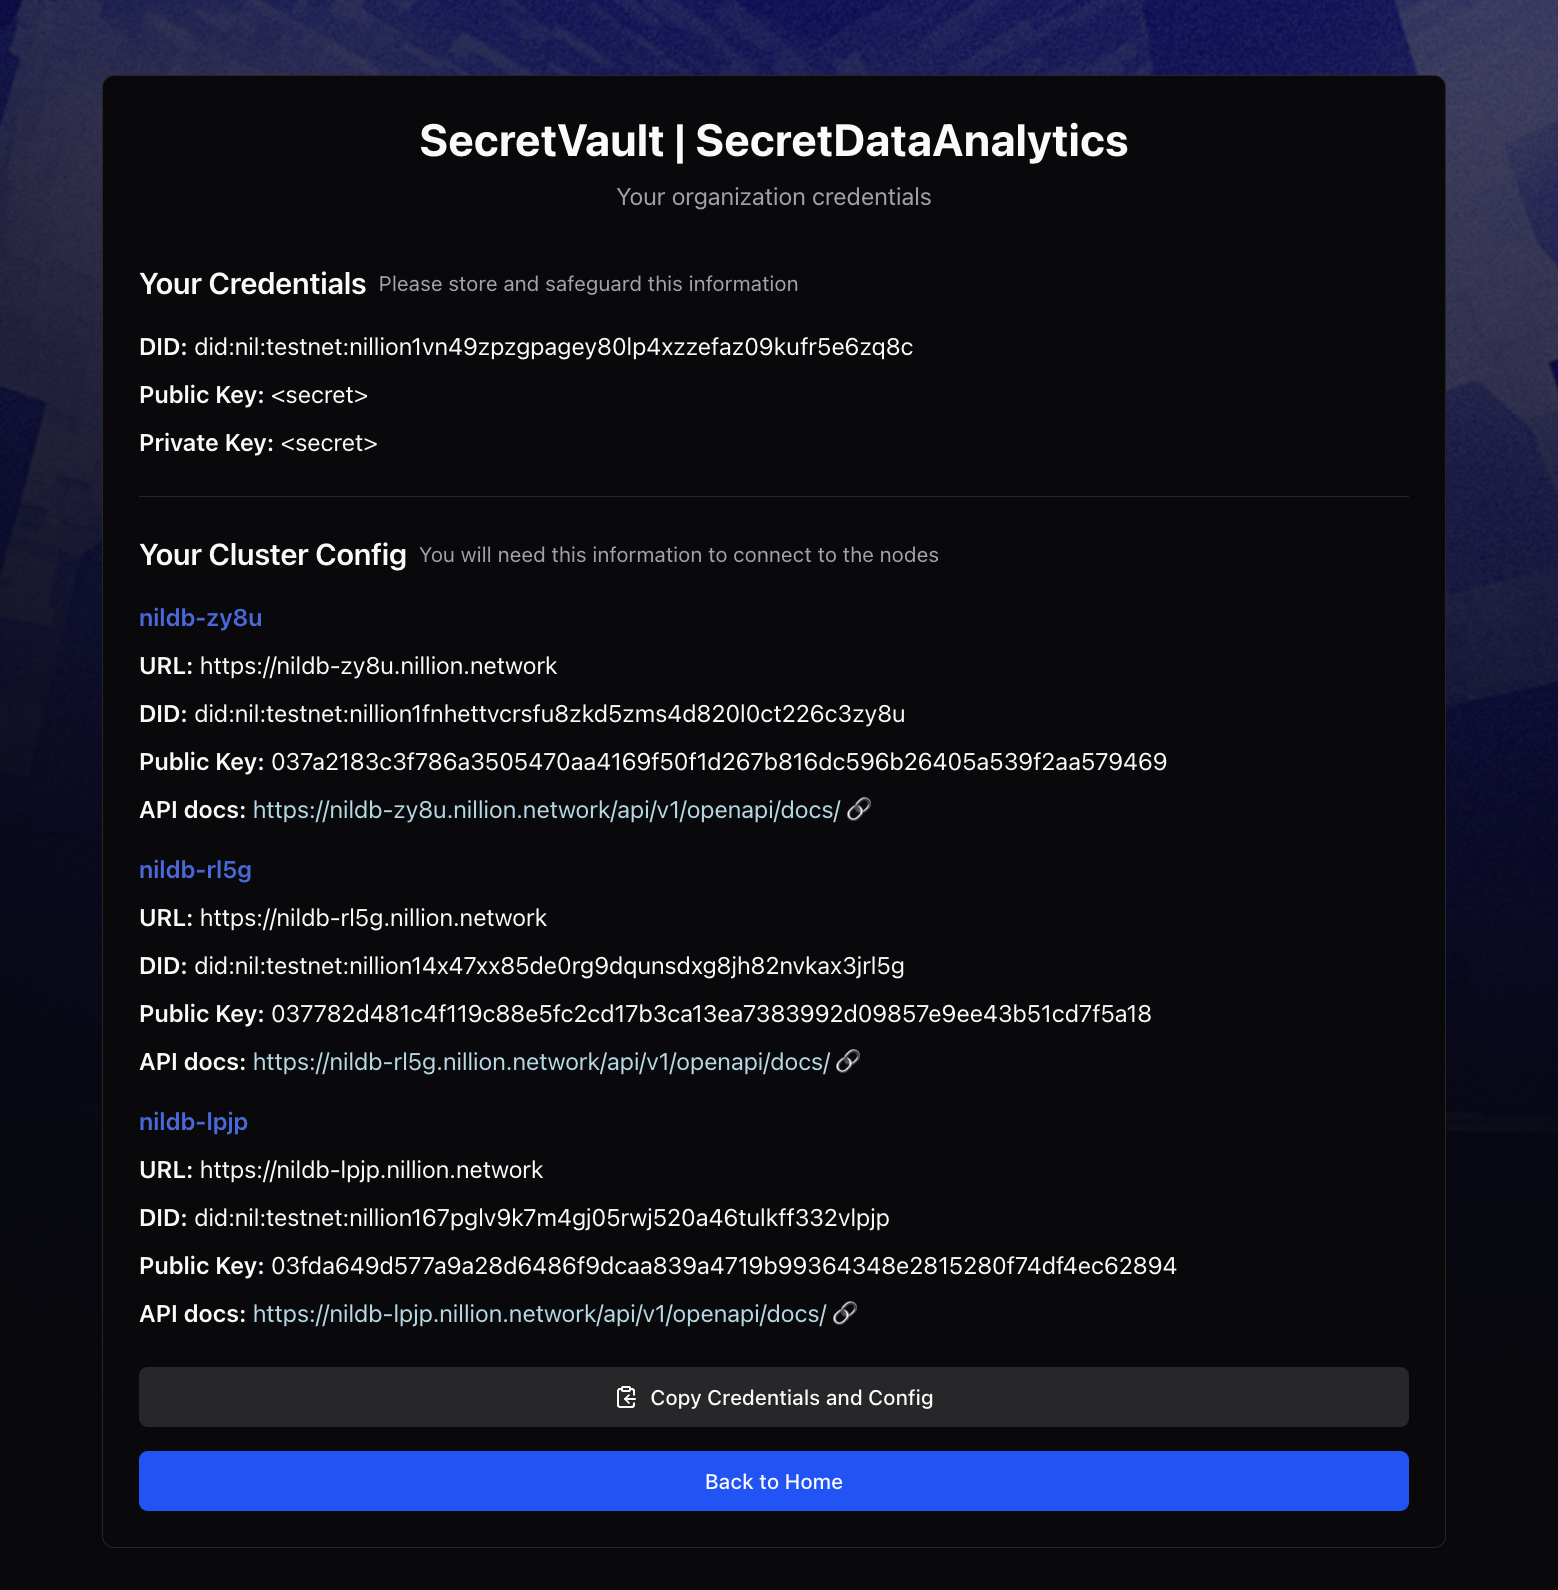 SecretVault | SecretDataAnalytics
Your organization credentials
Your Credentials Please store and safeguard this information
DID: did:nil:testnet:nillion1vn49zpzgpagey80lp4xzzefaz09kufr5e6zq8c
Public Key: <secret>
Private Key: <secret>
Your Cluster Config You will need this information to connect to the nodes
nildb-zy8u
URL: https://nildb-zy8u.nillion.network
DID: did:nil:testnet:nillion1fnhettvcrsfu8zkd5zms4d820l0ct226c3zy8u
Public Key: 037a2183c3f786a3505470aa4169f50f1d267b816dc596b26405a539f2aa579469
API docs: https://nildb-zy8u.nillion.network/api/v1/openapi/docs/
nildb-rl5g
URL: https://nildb-rl5g.nillion.network
DID: did:nil:testnet:nillion14x47xx85de0rg9dqunsdxg8jh82nvkax3jrl5g
Public Key: 037782d481c4f119c88e5fc2cd17b3ca13ea7383992d09857e9ee43b51cd7f5a18
API docs: https://nildb-rl5g.nillion.network/api/v1/openapi/docs/
nildb-lpjp
URL: https://nildb-lpjp.nillion.network
DID: did:nil:testnet:nillion167pglv9k7m4gj05rwj520a46tulkff332vlpjp
Public Key: 03fda649d577a9a28d6486f9dcaa839a4719b99364348e2815280f74df4ec62894
API docs: https://nildb-lpjp.nillion.network/api/v1/openapi/docs/
Copy Credentials and Config
Back to Home